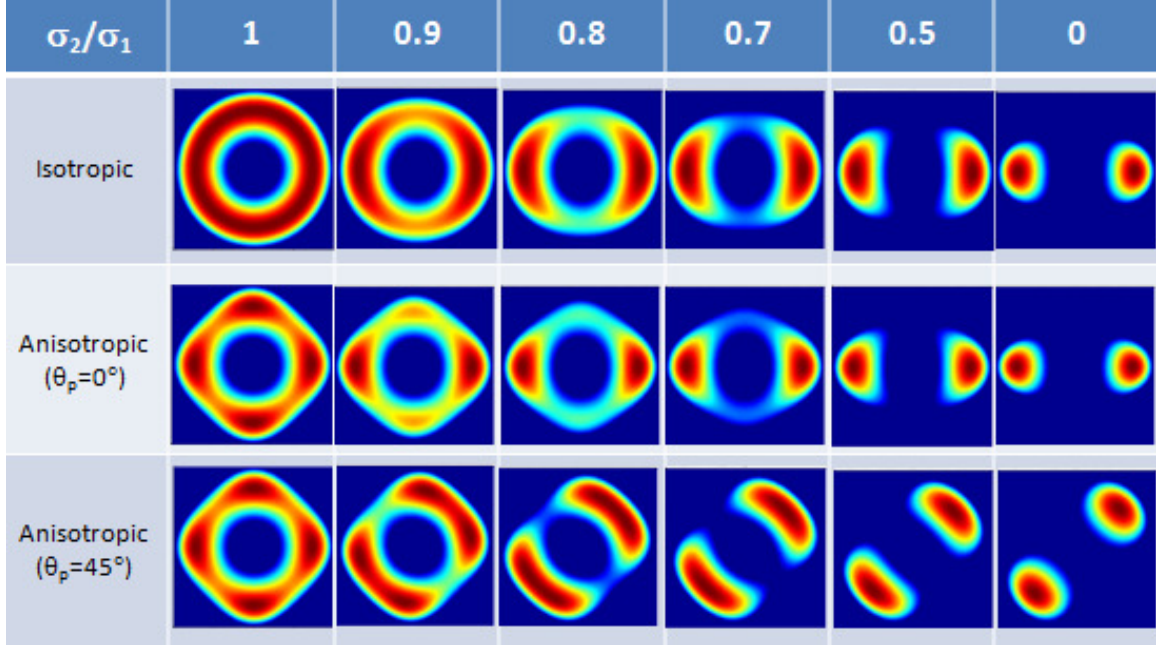 σ₂/σ₁ 1 0.9 0.8 0.7 0.5 0
Isotropic
Anisotropic
(θₚ=0°)
Anisotropic
(θₚ=45°)